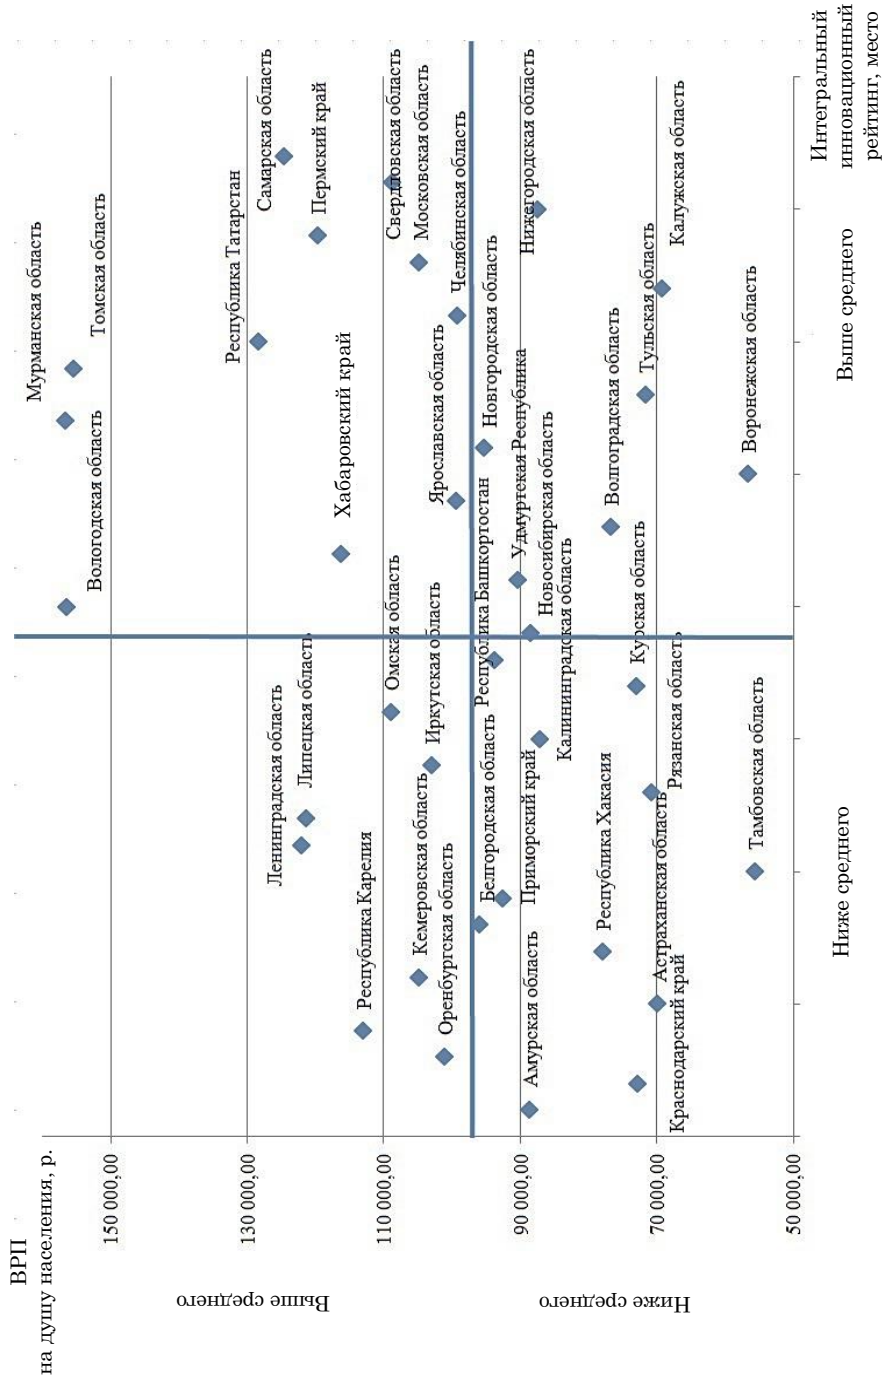 ВРП
на душу населения, р.
150 000,00
130 000,00
110 000,00
90 000,00
70 000,00
50 000,00
Выше среднего
Ниже среднего
Мурманская область
Томская область
Вологодская область
Республика Татарстан
Самарская область
Пермский край
Хабаровский край
Свердловская область
Московская область
Челябинская область
Ярославская область
Ленинградская область
Липецкая область
Омская область
Иркутская область
Республика Карелия
Кемеровская область
Оренбургская область
Белгородская область
Республика Башкортостан
Новгородская область
Удмуртская Республика
Нижегородская область
Новосибирская область
Калининградская область
Приморский край
Амурская область
Республика Хакасия
Волгоградская область
Курская область
Тульская область
Калужская область
Рязанская область
Астраханская область
Краснодарский край
Воронежская область
Тамбовская область
Ниже среднего
Выше среднего
Интегральный
инновационный
рейтинг, место